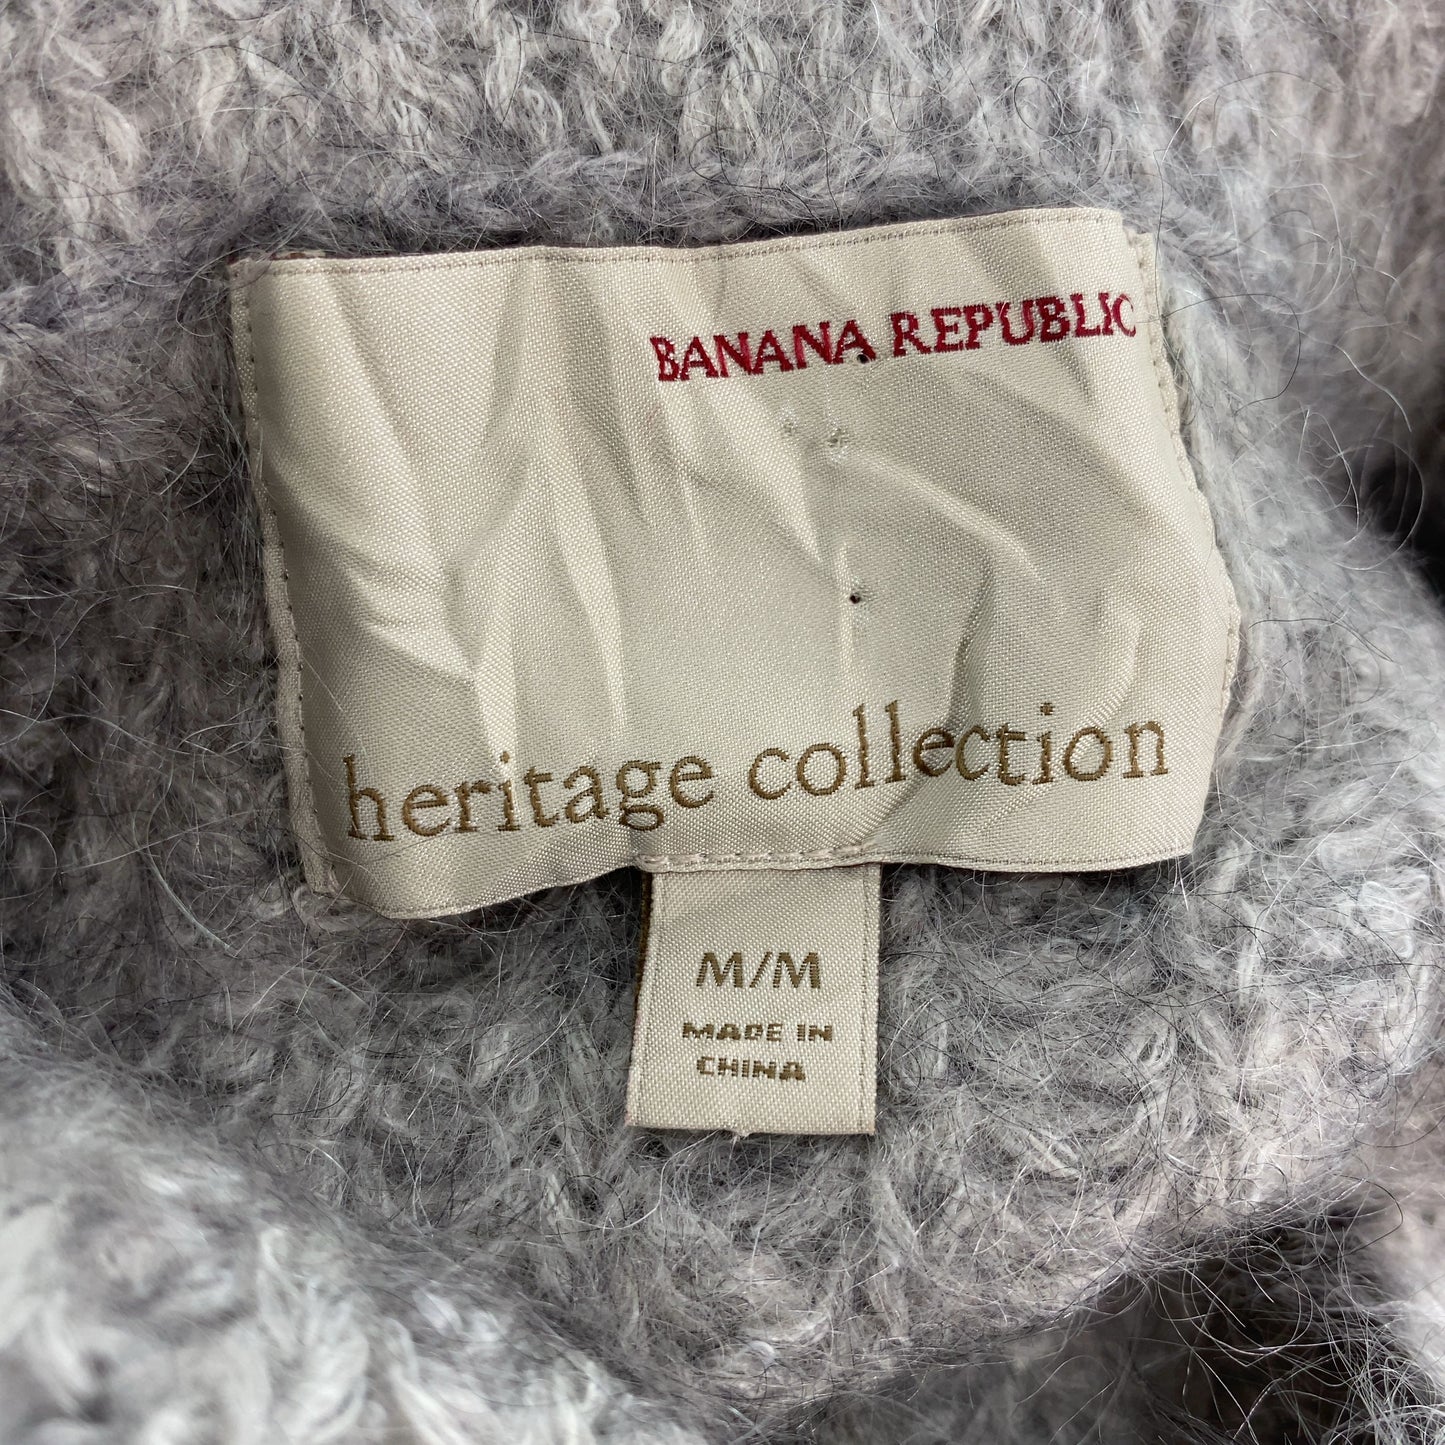 BANANA REPUBLIC
heritage collection
M/M
MADE IN
CHINA